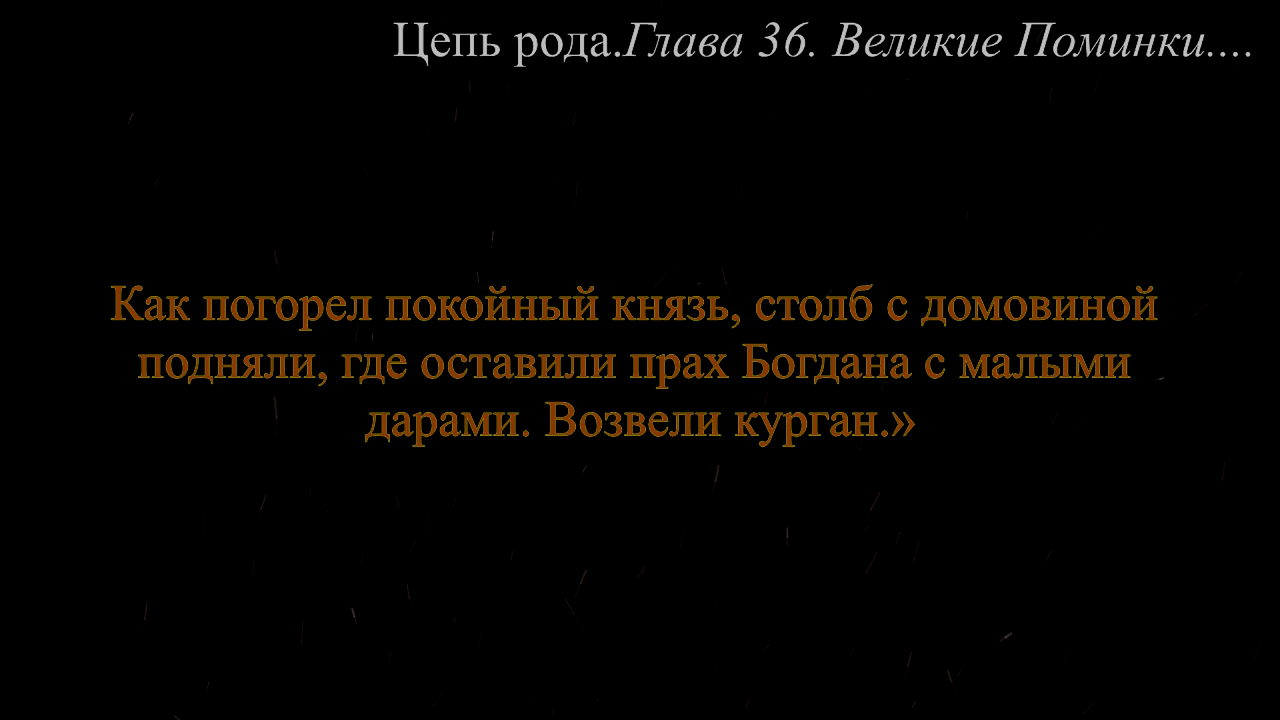 Цепь рода.Глава 36. Великие Поминки....
Как погорел покойный князь, столб с домовиной
подняли, где оставили прах Богдана с малыми
дарами. Возвели курган.»